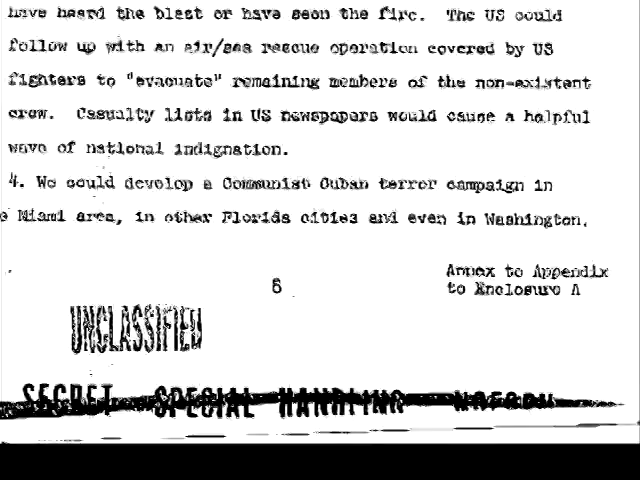 have heard the blast or have seen the fire. The US could
follow up with an air/sea rescue operation covered by US
fighters to "evacuate" remaining members of the non-existent
crew. Casualty lists in US newspapers would cause a helpful
wave of national indignation.
4. We could develop a Communist Cuban terror campaign in
e Miami area, in other Florida cities and even in Washington.
6
Annex to Appendix
to Enclosure A
UNCLASSIFIED
SECRET SPECIAL HANDLING NOFORN